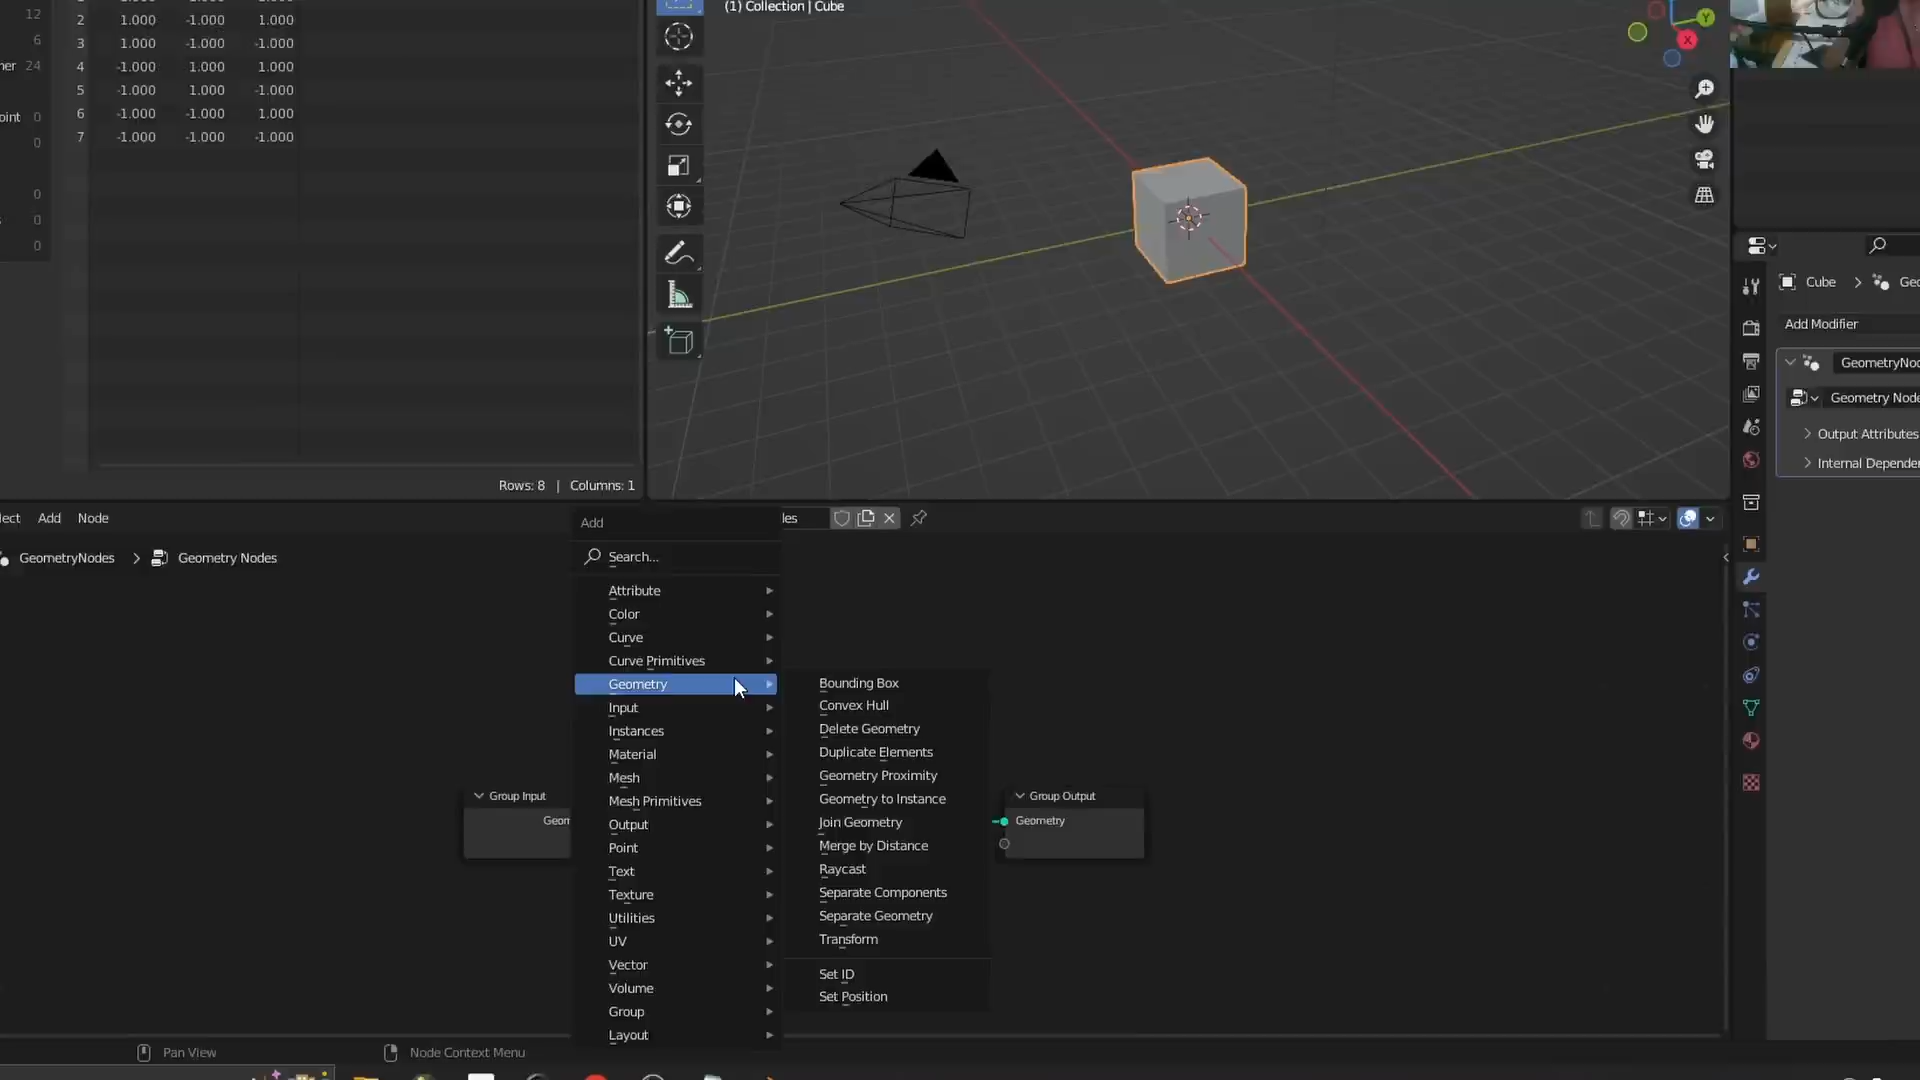 (1) Collection | Cube
12
6
ner 24
oint 0
0
0
0
0
2 1.000 -1.000 1.000
3 1.000 -1.000 -1.000
4 -1.000 1.000 1.000
5 -1.000 1.000 -1.000
6 -1.000 -1.000 1.000
7 -1.000 -1.000 -1.000
Rows: 8 | Columns: 1
Y
X
Cube > Geo
Add Modifier
GeometryNod
Geometry Node
Output Attributes
Internal Depender
lect Add Node
les
GeometryNodes > Geometry Nodes
Add
Search...
Attribute
Color
Curve
Curve Primitives
Geometry
Input
Instances
Material
Mesh
Mesh Primitives
Output
Point
Text
Texture
Utilities
UV
Vector
Volume
Group
Layout
Bounding Box
Convex Hull
Delete Geometry
Duplicate Elements
Geometry Proximity
Geometry to Instance
Join Geometry
Merge by Distance
Raycast
Separate Components
Separate Geometry
Transform
Set ID
Set Position
Group Input
Geom
Group Output
Geometry
Pan View
Node Context Menu